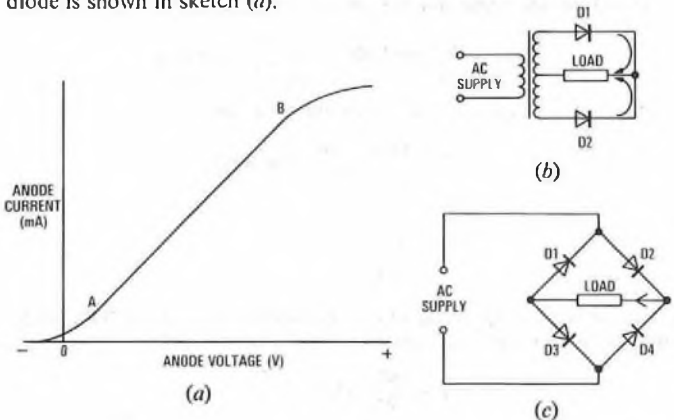 diode is shown in sketch (a).
ANODE
CURRENT
(mA)
A
B
−
0
+
ANODE VOLTAGE (V)
(a)
D1
AC
SUPPLY
LOAD
D2
(b)
D1
D2
AC
SUPPLY
LOAD
D3
D4
(c)